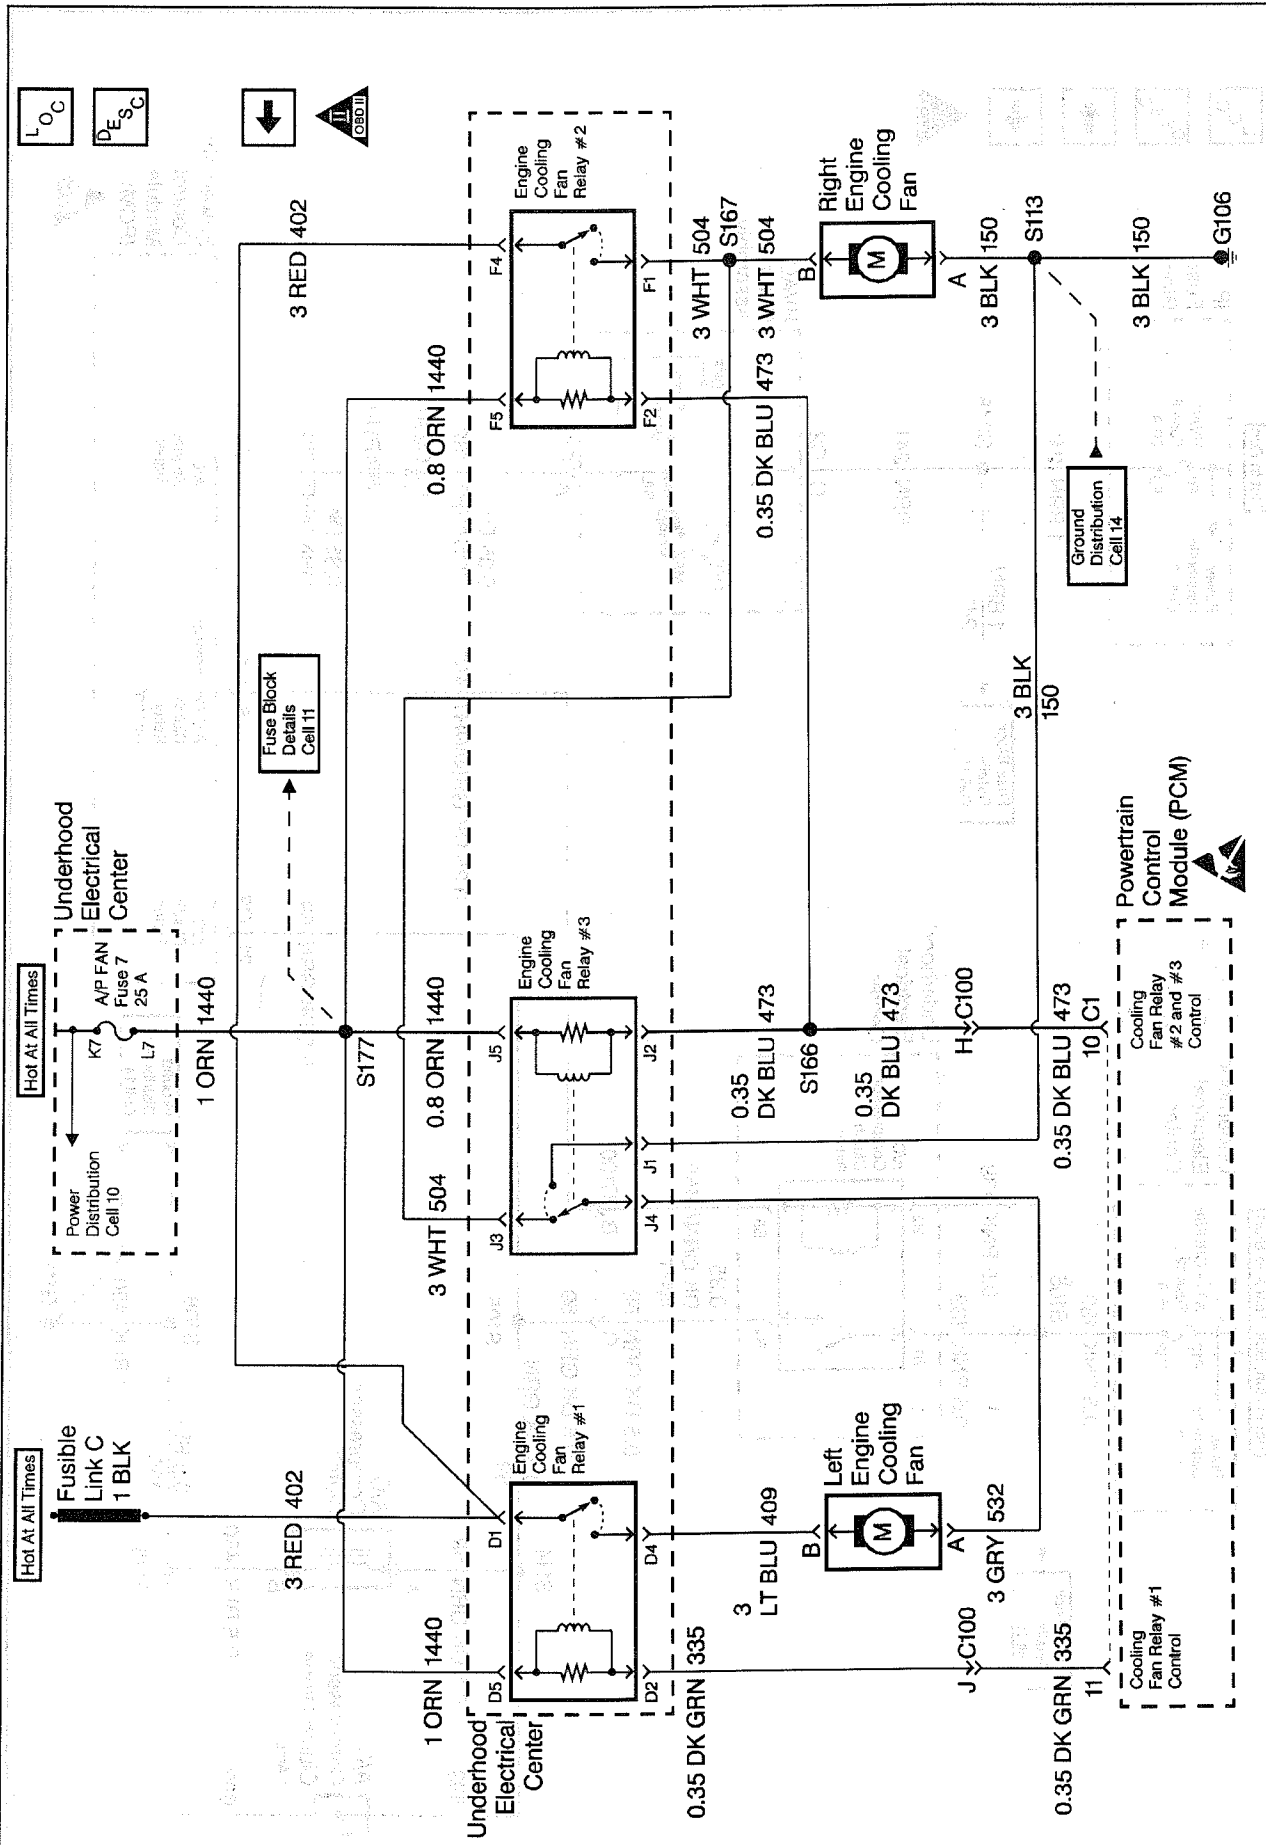 LOC
DESC
II
OBD II
Hot At All Times
Hot At All Times
Fusible
Link C
1 BLK
Power
Distribution
Cell 10
K7
L7
A/P FAN
Fuse 7
25 A
Underhood
Electrical
Center
1 ORN 1440
Fuse Block
Details
Cell 11
3 RED 402
3 RED 402
S177
1 ORN 1440
3 WHT 504
0.8 ORN 1440
0.8 ORN 1440
Underhood
Electrical
Center
D5
D1
J3
J5
F5
F4
Engine
Cooling
Fan
Relay #1
Engine
Cooling
Fan
Relay #3
Engine
Cooling
Fan
Relay #2
D2
D4
J4
J1
J2
F2
F1
0.35 DK GRN 335
3
LT BLU 409
0.35
DK BLU 473
3 WHT 504
S167
S166
0.35 DK BLU 473
3 WHT 504
B
Left
Engine
Cooling
Fan
M
A
0.35
DK BLU 473
B
Right
Engine
Cooling
Fan
M
A
3 GRY 532
J C100
H C100
3 BLK 150
S113
3 BLK
150
Ground
Distribution
Cell 14
0.35 DK GRN 335
11
0.35 DK BLU 473
10 C1
3 BLK 150
G106
Cooling
Fan Relay #1
Control
Cooling
Fan Relay
#2 and #3
Control
Powertrain
Control
Module (PCM)